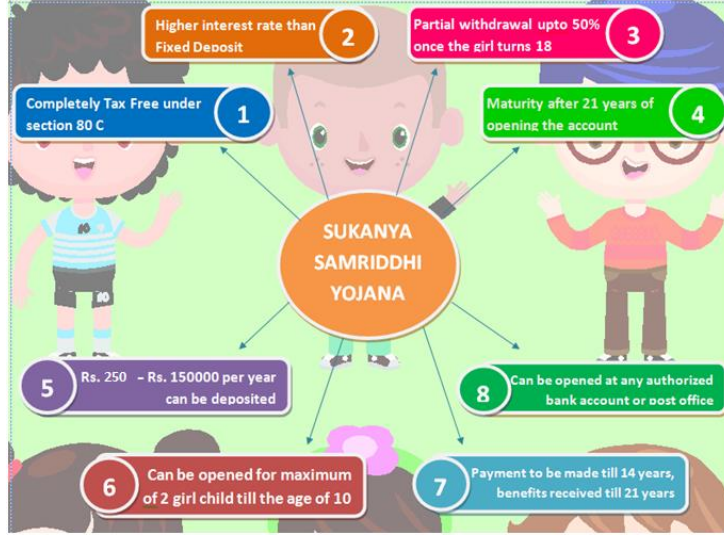 Completely Tax Free under
section 80 C
1
Higher interest rate than
Fixed Deposit
2
Partial withdrawal upto 50%
once the girl turns 18
3
Maturity after 21 years of
opening the account
4
SUKANYA
SAMRIDDHI
YOJANA
5
Rs. 250 – Rs. 150000 per year
can be deposited
6
Can be opened for maximum
of 2 girl child till the age of 10
7
Payment to be made till 14 years,
benefits received till 21 years
8
Can be opened at any authorized
bank account or post office